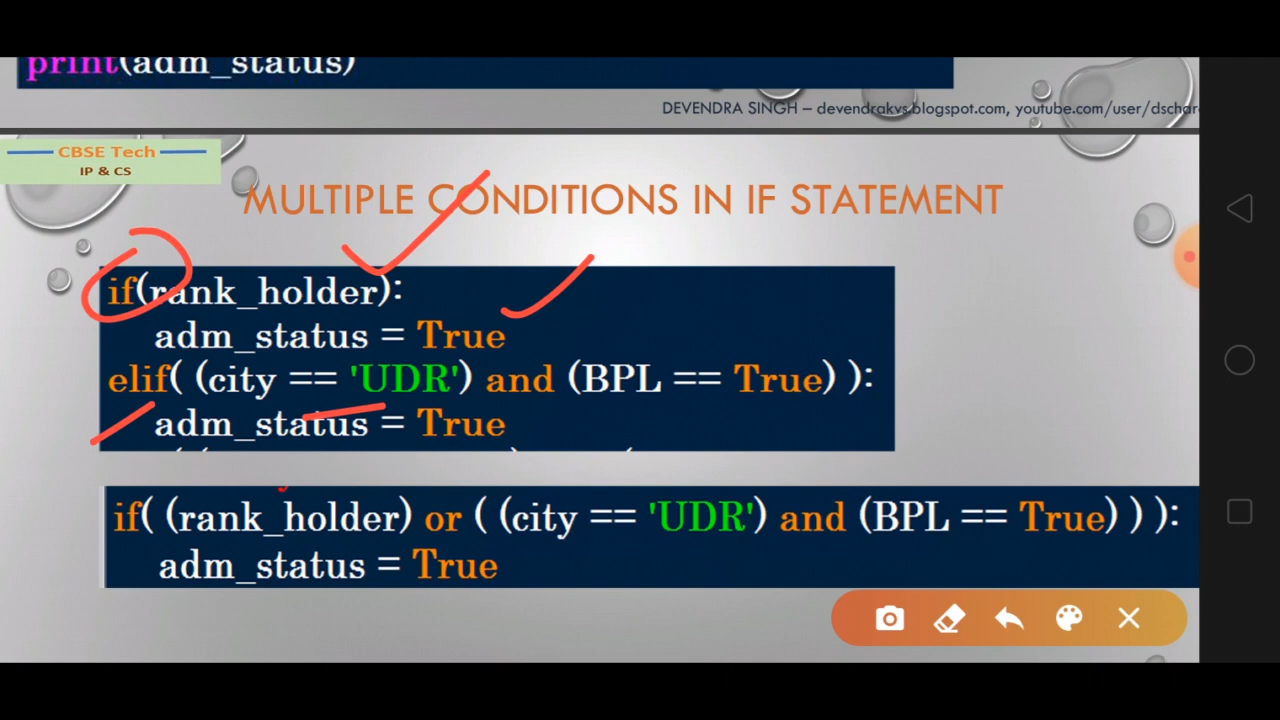 print(adm_status)
DEVENDRA SINGH – devendrakvs.blogspot.com, youtube.com/user/dschar
CBSE Tech
IP & CS
MULTIPLE CONDITIONS IN IF STATEMENT
if(rank_holder):
adm_status = True
elif( (city == 'UDR') and (BPL == True) ):
adm_status = True
if( (rank_holder) or ( (city == 'UDR') and (BPL == True) ) ):
adm_status = True